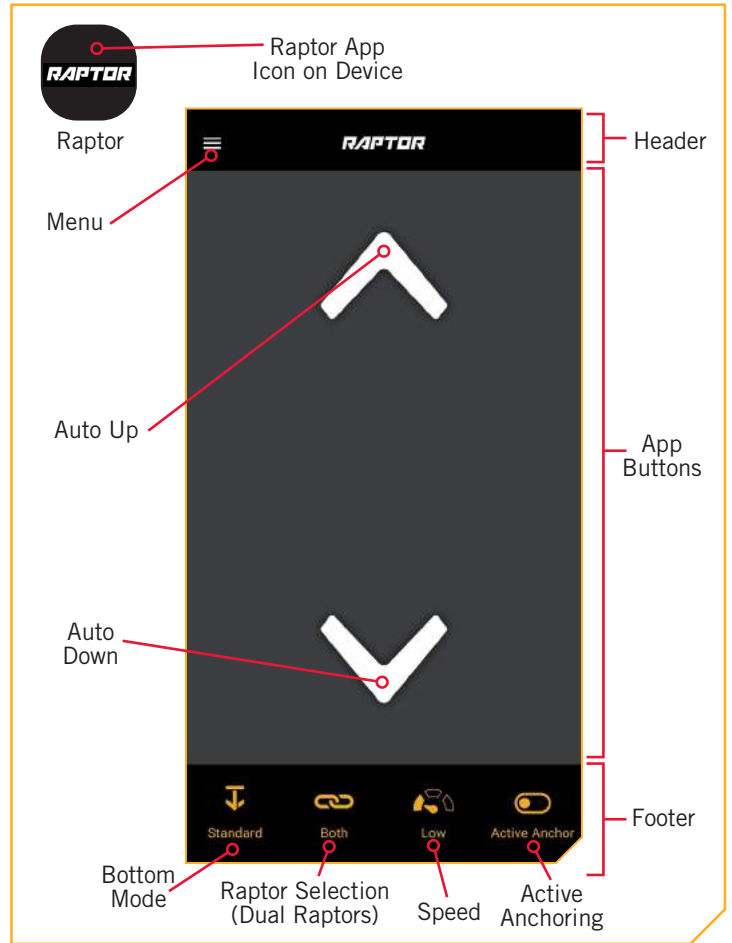 Raptor App
Icon on Device
RAPTOR
Raptor
RAPTOR
Header
Menu
Auto Up
App
Buttons
Auto
Down
Standard
Both
Low
Active Anchor
Footer
Bottom
Mode
Raptor Selection
(Dual Raptors)
Speed
Active
Anchoring